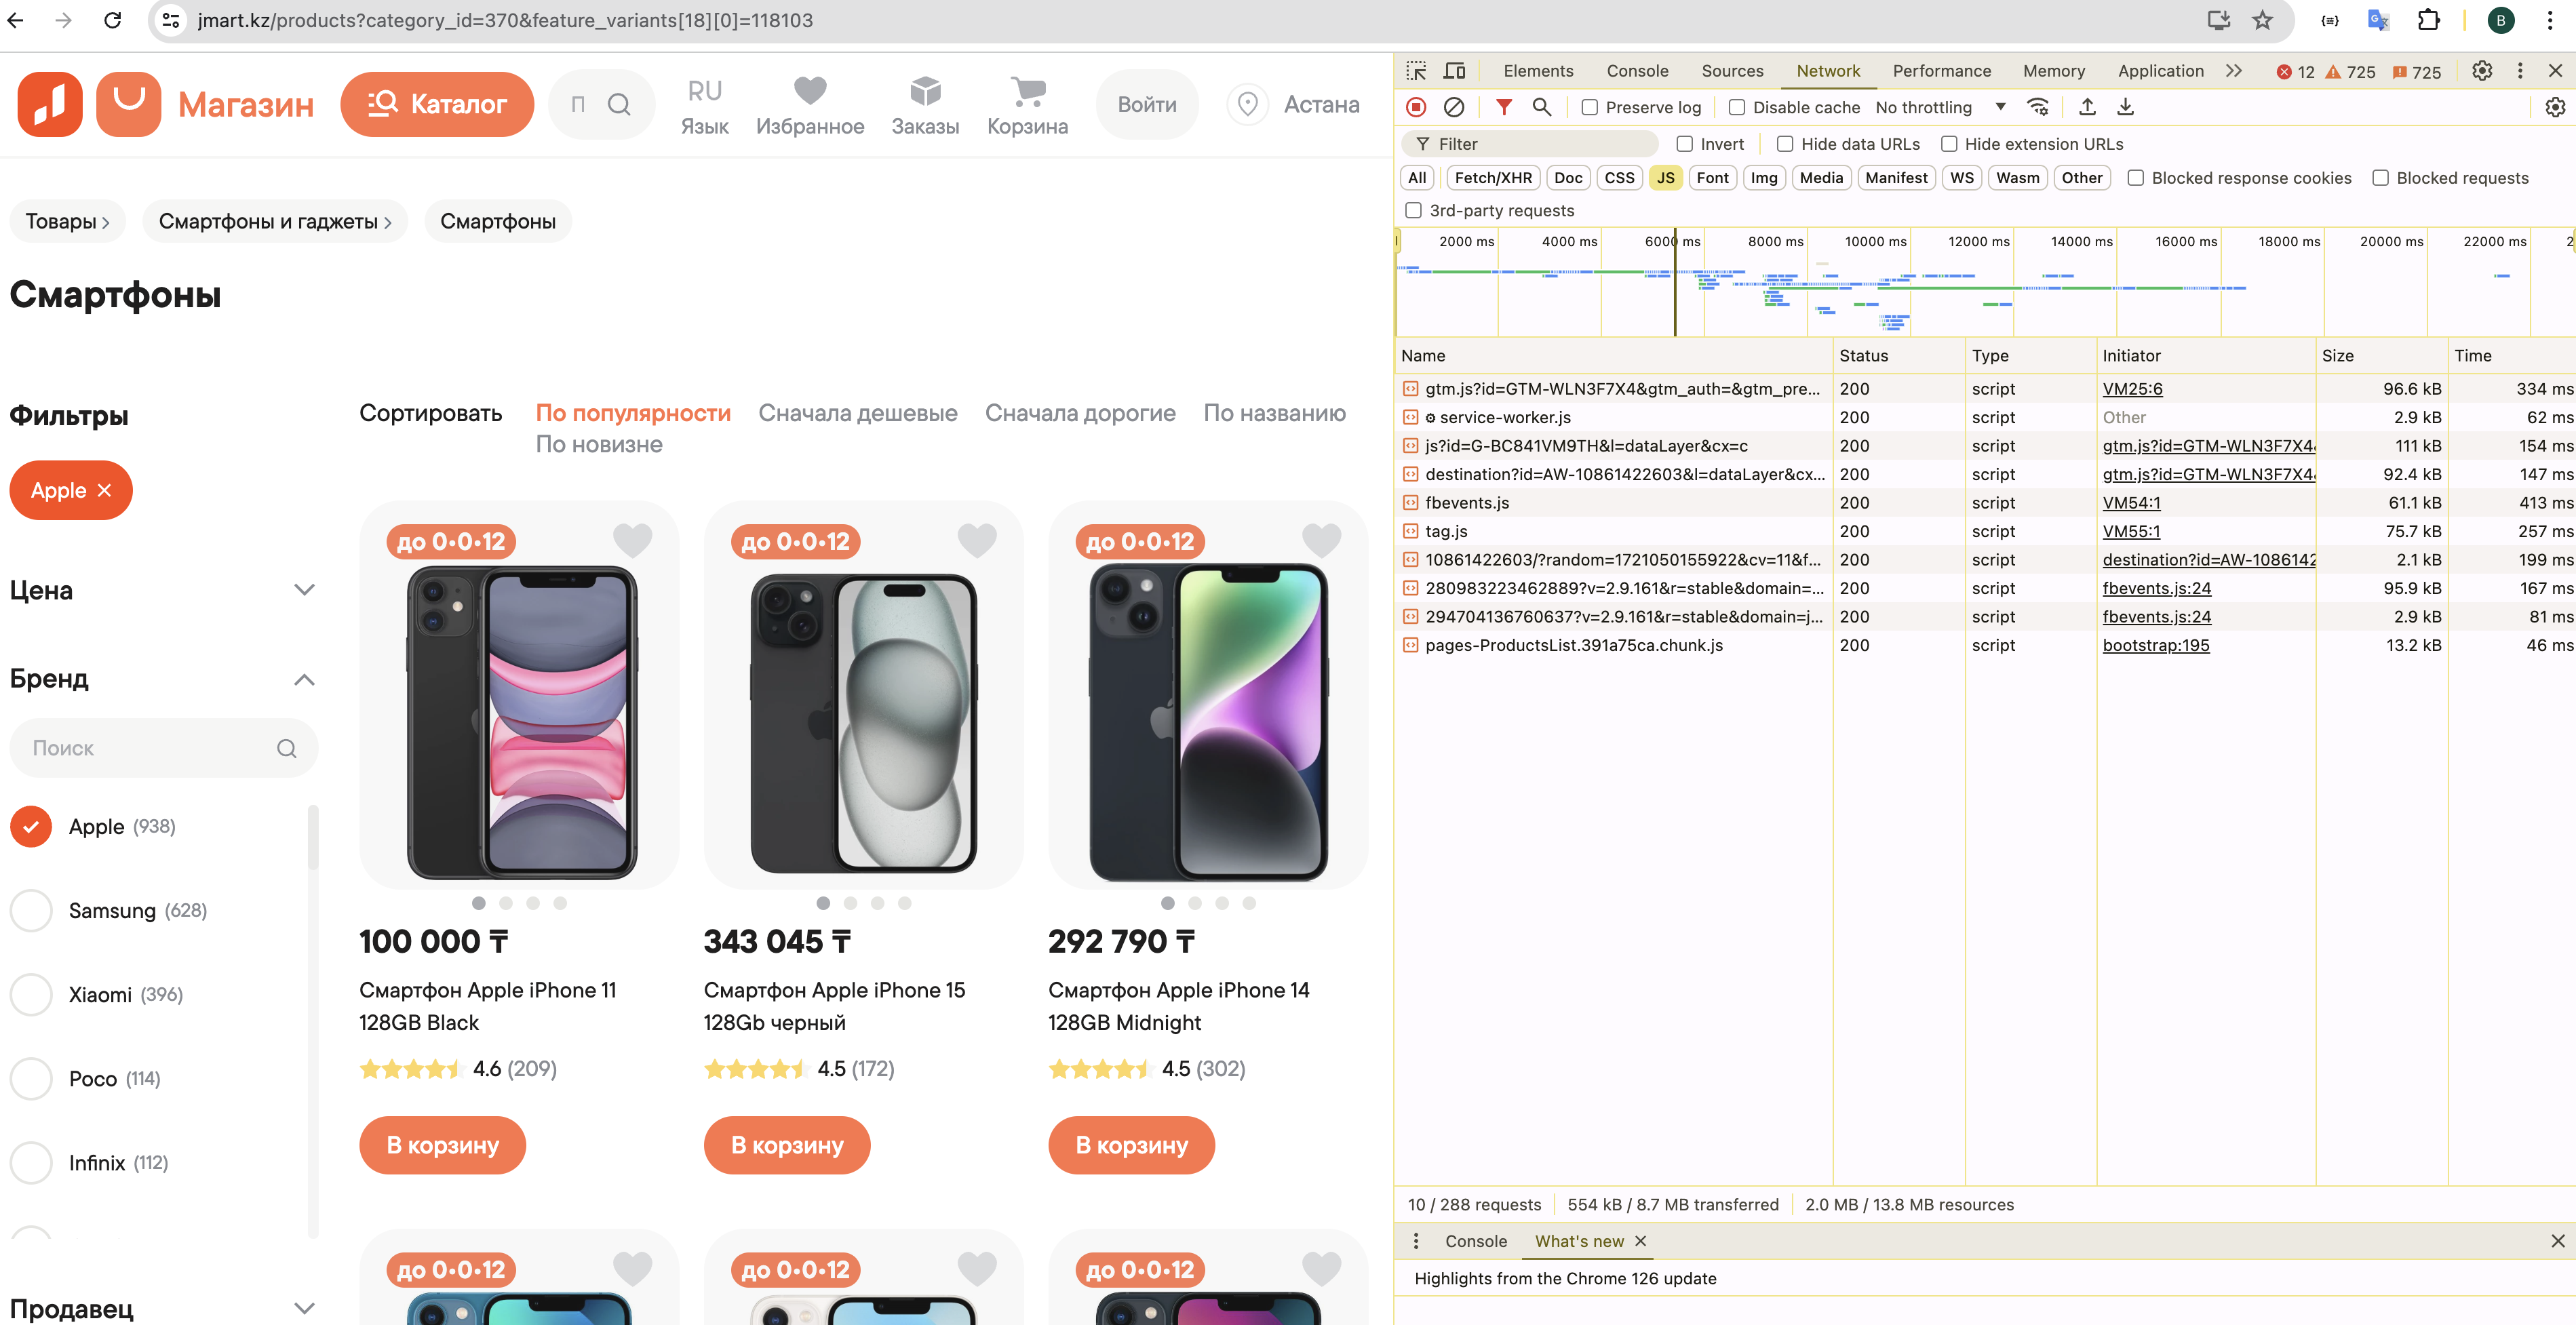 jmart.kz/products?category_id=370&feature_variants[18][0]=118103
B
Магазин
Каталог
П
RU
Язык
Избранное
Заказы
Корзина
Войти
Астана
Товары
Смартфоны и гаджеты
Смартфоны
Смартфоны
Фильтры
Apple
Цена
Бренд
Поиск
Apple (938)
Samsung (628)
Xiaomi (396)
Poco (114)
Infinix (112)
Продавец
Сортировать По популярности Сначала дешевые Сначала дорогие По названию
По новизне
до 0•0•12
100 000 ₸
Смартфон Apple iPhone 11
128GB Black
4.6 (209)
В корзину
до 0•0•12
343 045 ₸
Смартфон Apple iPhone 15
128Gb черный
4.5 (172)
В корзину
до 0•0•12
292 790 ₸
Смартфон Apple iPhone 14
128GB Midnight
4.5 (302)
В корзину
до 0•0•12
до 0•0•12
до 0•0•12
Elements Console Sources Network Performance Memory Application 12 725 725
Preserve log Disable cache No throttling
Filter Invert Hide data URLs Hide extension URLs
All Fetch/XHR Doc CSS JS Font Img Media Manifest WS Wasm Other Blocked response cookies Blocked requests
3rd-party requests
2000 ms 4000 ms 6000 ms 8000 ms 10000 ms 12000 ms 14000 ms 16000 ms 18000 ms 20000 ms 22000 ms 2
Name Status Type Initiator Size Time
gtm.js?id=GTM-WLN3F7X4&gtm_auth=&gtm_pre... 200 script VM25:6 96.6 kB 334 ms
service-worker.js 200 script Other 2.9 kB 62 ms
js?id=G-BC841VM9TH&l=dataLayer&cx=c 200 script gtm.js?id=GTM-WLN3F7X4 111 kB 154 ms
destination?id=AW-10861422603&l=dataLayer&cx... 200 script gtm.js?id=GTM-WLN3F7X4 92.4 kB 147 ms
fbevents.js 200 script VM54:1 61.1 kB 413 ms
tag.js 200 script VM55:1 75.7 kB 257 ms
10861422603/?random=1721050155922&cv=11&f... 200 script destination?id=AW-1086142 2.1 kB 199 ms
280983223462889?v=2.9.161&r=stable&domain=... 200 script fbevents.js:24 95.9 kB 167 ms
294704136760637?v=2.9.161&r=stable&domain=j... 200 script fbevents.js:24 2.9 kB 81 ms
pages-ProductsList.391a75ca.chunk.js 200 script bootstrap:195 13.2 kB 46 ms
10 / 288 requests 554 kB / 8.7 MB transferred 2.0 MB / 13.8 MB resources
Console What's new
Highlights from the Chrome 126 update